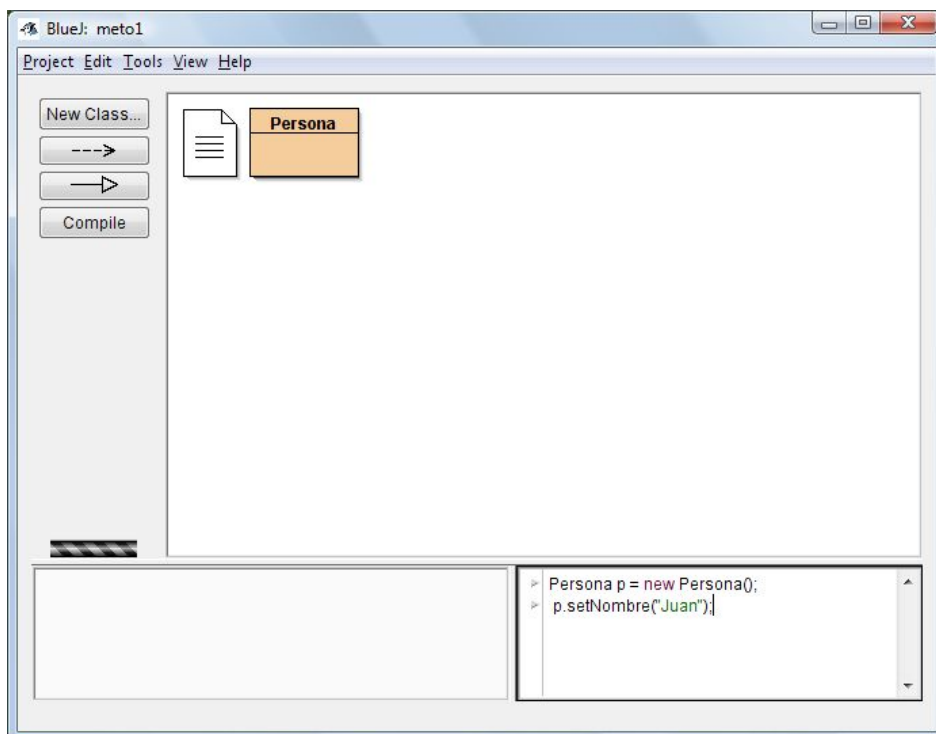 BlueJ: meto1
Project Edit Tools View Help
New Class...
Persona
Compile
Persona p = new Persona();
p.setNombre("Juan");